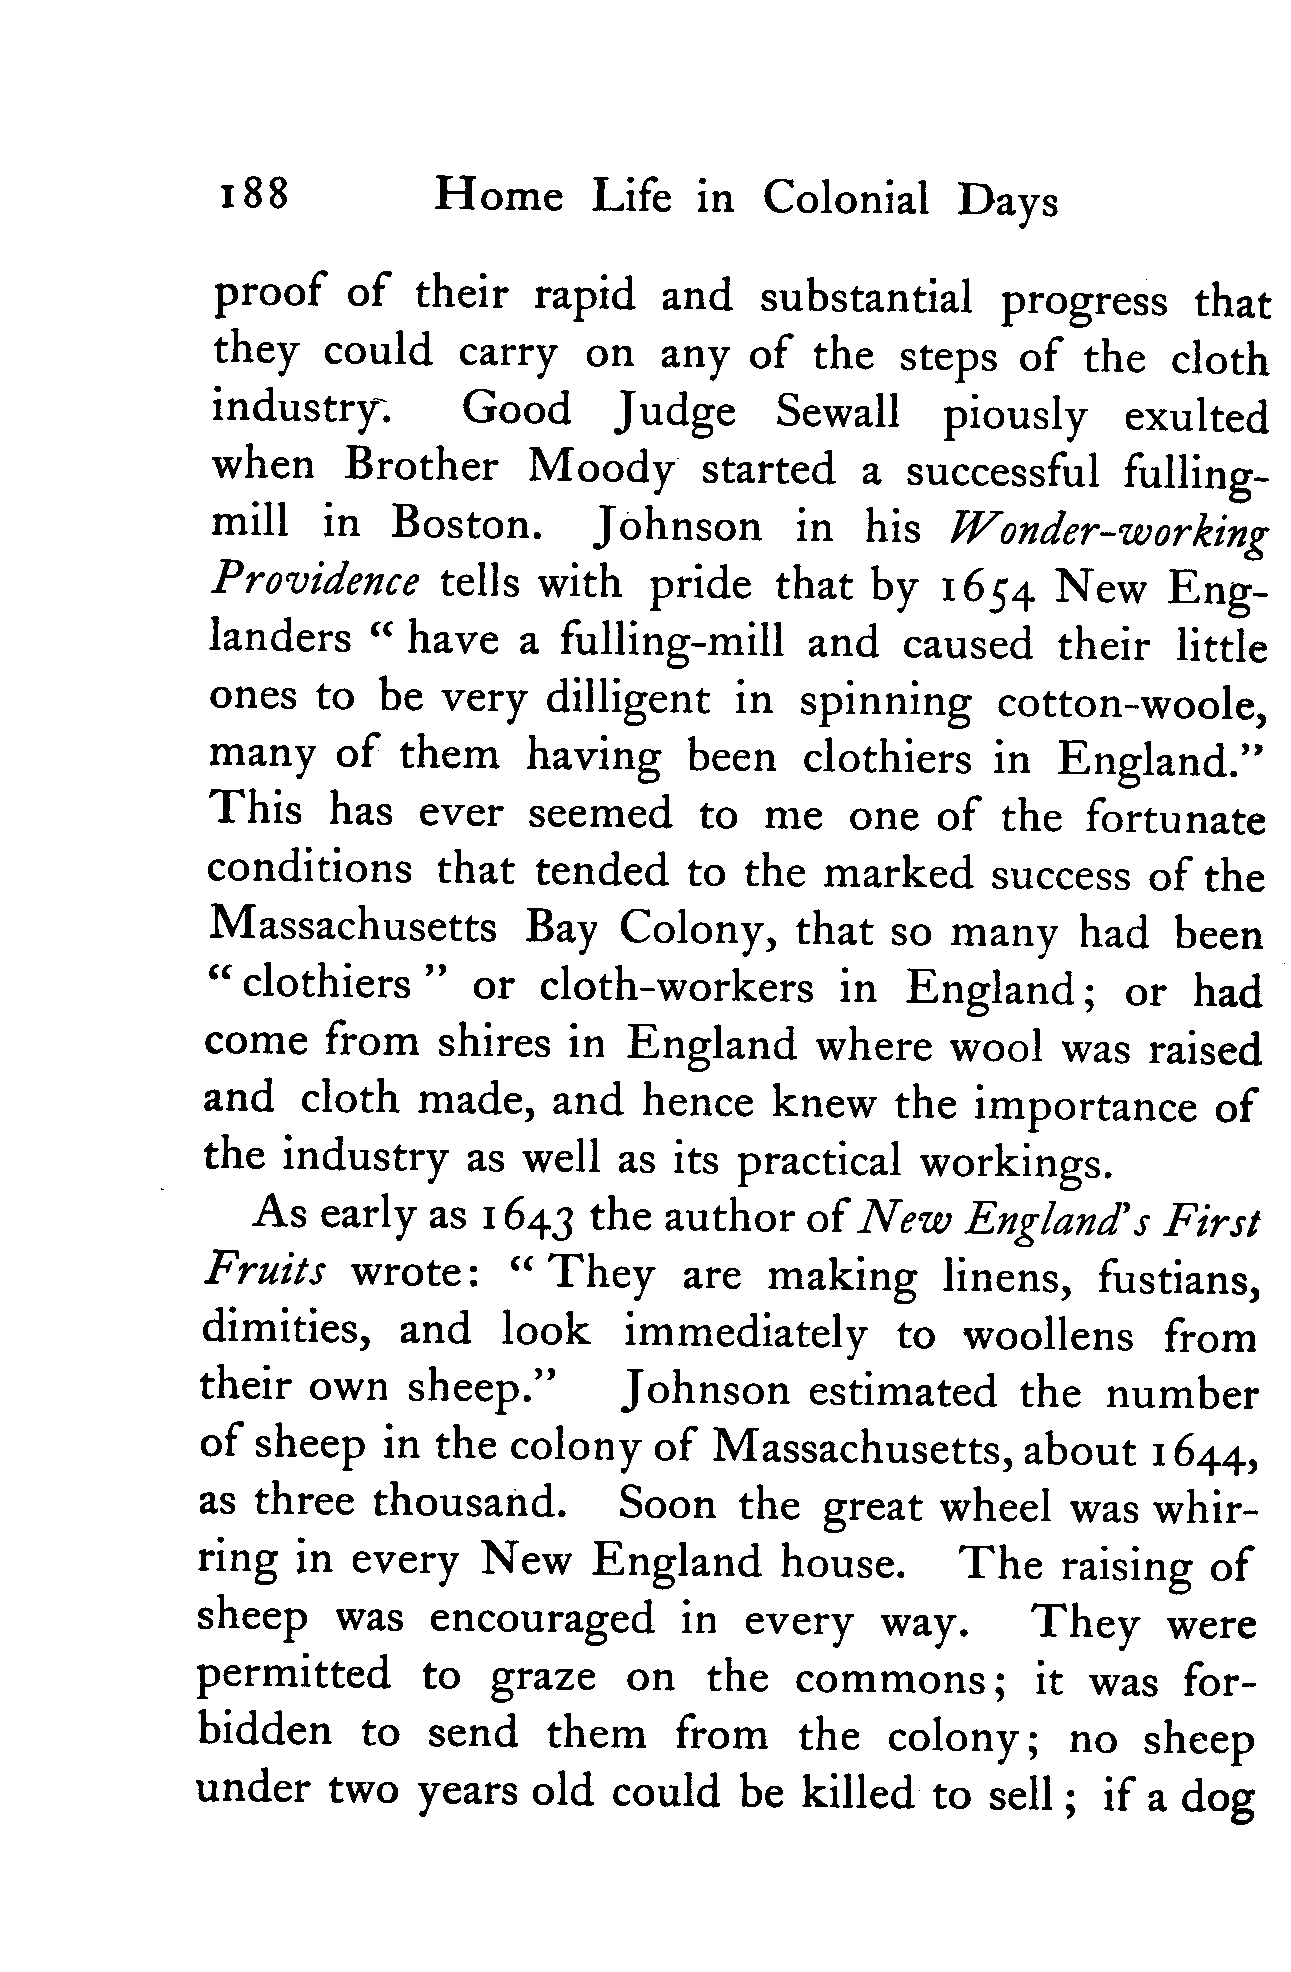 188 Home Life in Colonial Days
proof of their rapid and substantial progress that
they could carry on any of the steps of the cloth
industry. Good Judge Sewall piously exulted
when Brother Moody started a successful fulling-
mill in Boston. Johnson in his Wonder-working
Providence tells with pride that by 1654 New Eng-
landers “ have a fulling-mill and caused their little
ones to be very dilligent in spinning cotton-woole,
many of them having been clothiers in England.”
This has ever seemed to me one of the fortunate
conditions that tended to the marked success of the
Massachusetts Bay Colony, that so many had been
“ clothiers ” or cloth-workers in England; or had
come from shires in England where wool was raised
and cloth made, and hence knew the importance of
the industry as well as its practical workings.
As early as 1643 the author of New England's First
Fruits wrote: “ They are making linens, fustians,
dimities, and look immediately to woollens from
their own sheep.” Johnson estimated the number
of sheep in the colony of Massachusetts, about 1644,
as three thousand. Soon the great wheel was whir-
ring in every New England house. The raising of
sheep was encouraged in every way. They were
permitted to graze on the commons; it was for-
bidden to send them from the colony; no sheep
under two years old could be killed to sell; if a dog